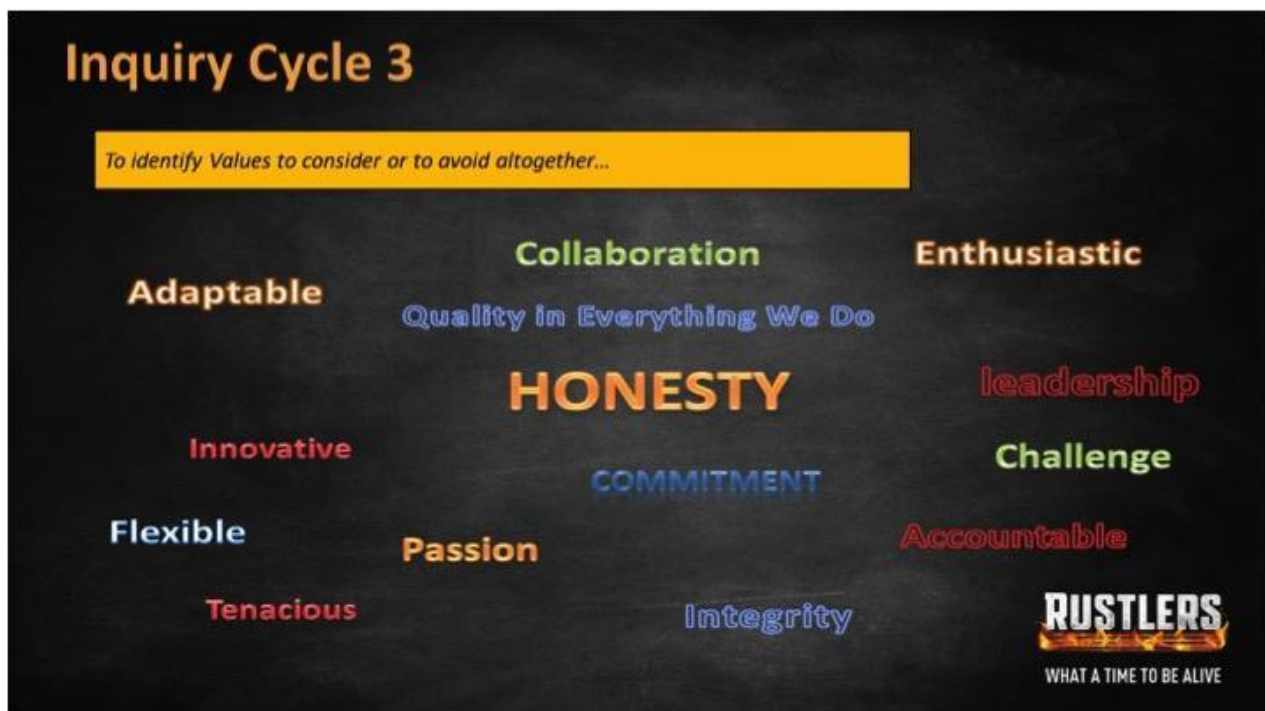 Inquiry Cycle 3
To identify Values to consider or to avoid altogether...
Collaboration
Enthusiastic
Adaptable
Quality in Everything We Do
HONESTY
leadership
Innovative
Challenge
COMMITMENT
Flexible
Passion
Accountable
Tenacious
Integrity
RUSTLERS
WHAT A TIME TO BE ALIVE